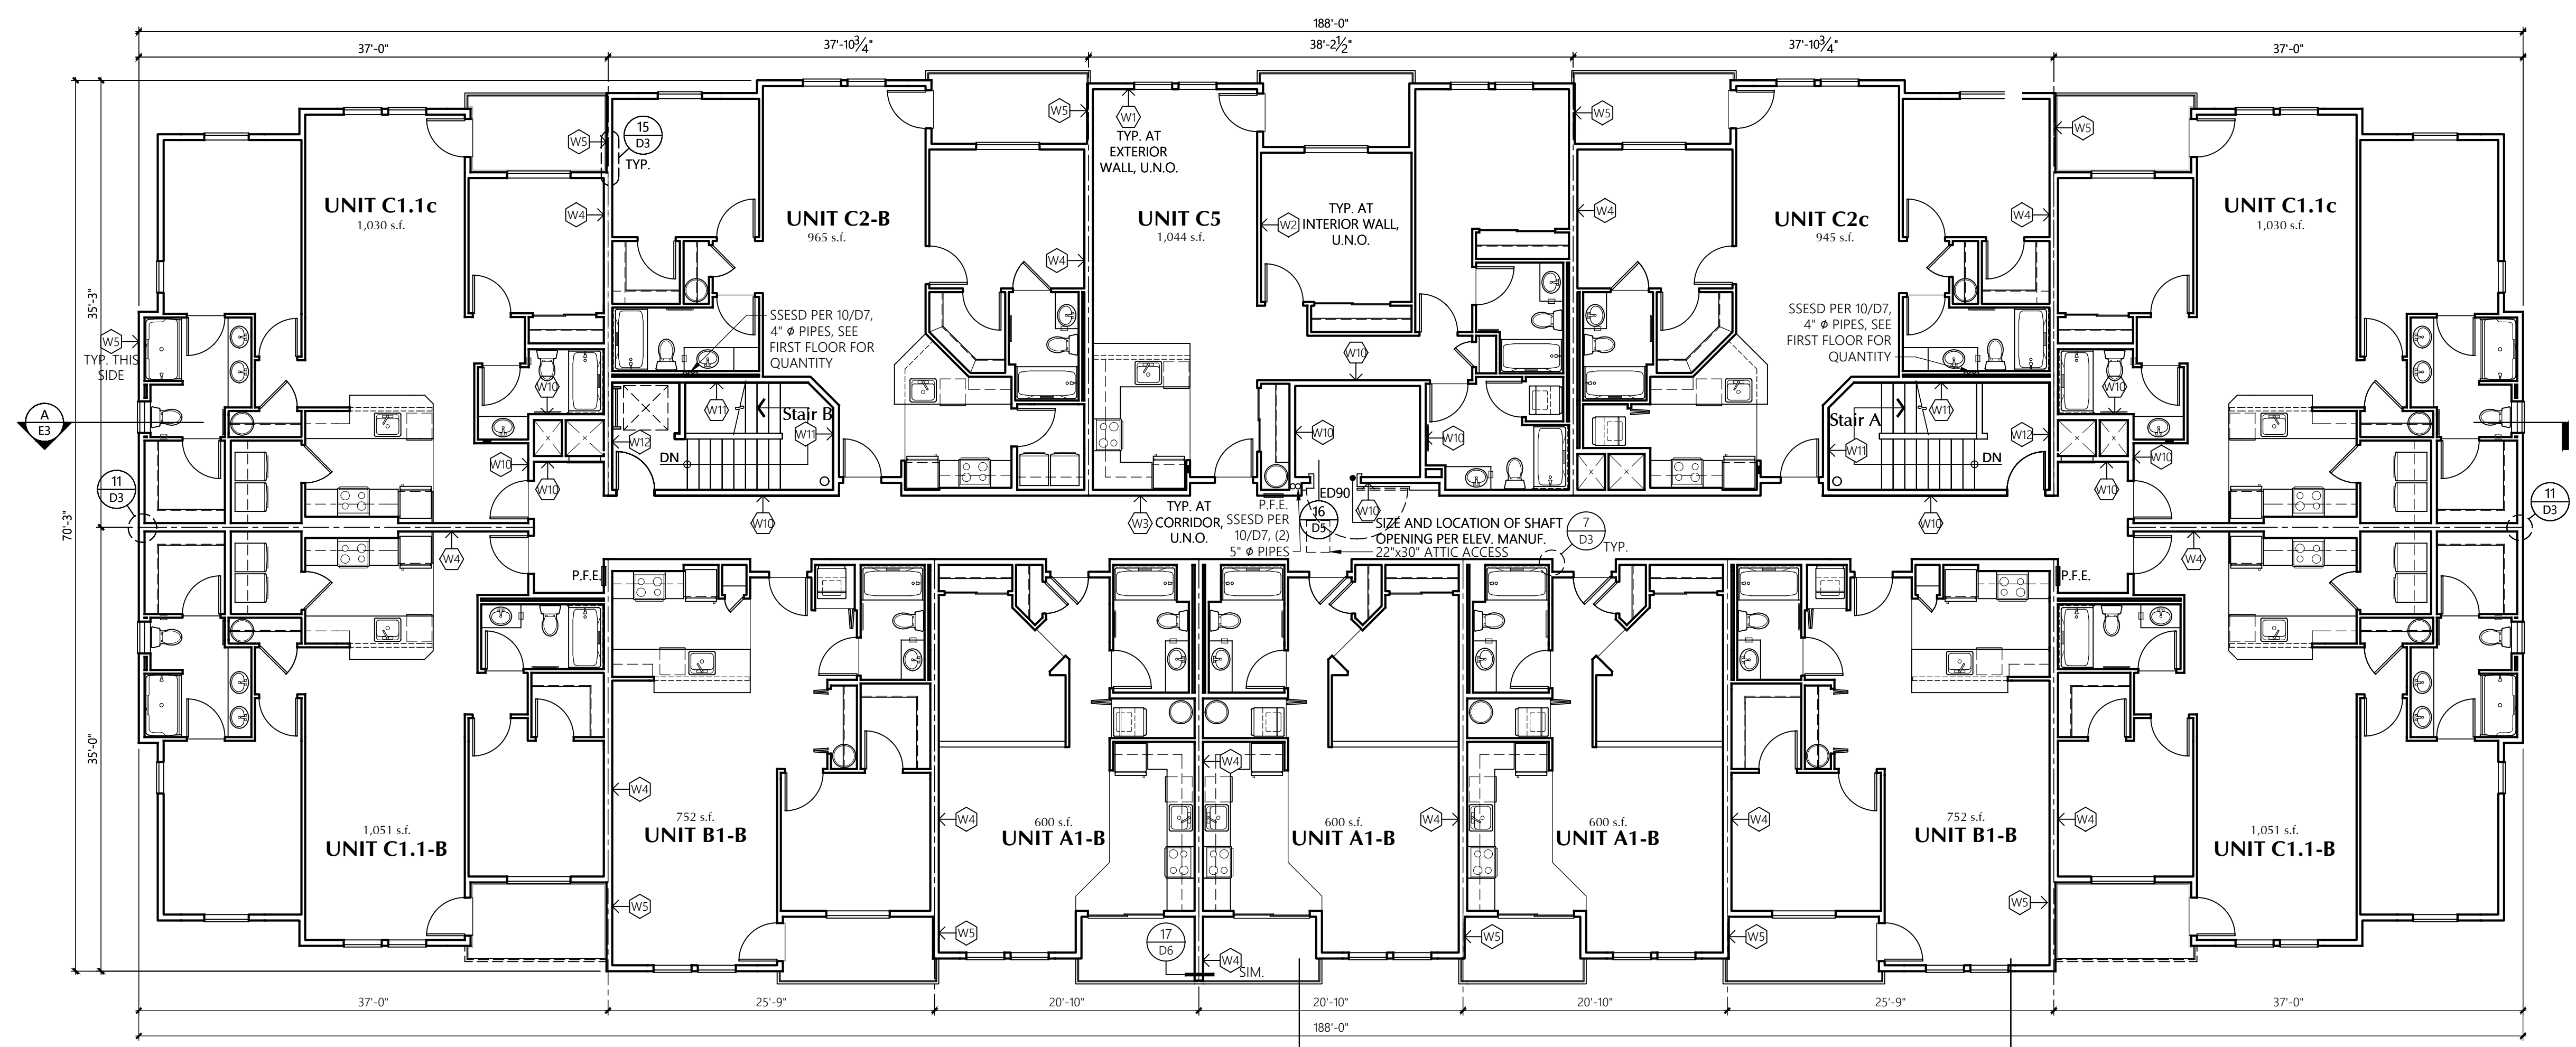 188'-0"
37'-0"
37'-10¾"
38'-2½"
37'-10¾"
37'-0"
W5
15
D3
TYP.
W5
W1
TYP. AT
EXTERIOR
WALL, U.N.O.
W5
W5
UNIT C1.1c
1,030 s.f.
W4
UNIT C2-B
965 s.f.
W4
UNIT C5
1,044 s.f.
W2
TYP. AT
INTERIOR WALL,
U.N.O.
W4
UNIT C2c
945 s.f.
W4
UNIT C1.1c
1,030 s.f.
35'-3"
70'-3"
35'-0"
W5
TYP. THIS
SIDE
SSESD PER 10/D7,
4" ø PIPES, SEE
FIRST FLOOR FOR
QUANTITY
SSESD PER 10/D7,
4" ø PIPES, SEE
FIRST FLOOR FOR
QUANTITY
A
E3
W10
W10
W10
W12
W11
Stair B
W11
DN
W10
W10
W10
W10
Stair A
W11
W11
W12
DN
W10
W10
W10
11
D3
11
D3
W10
W3
TYP. AT
CORRIDOR,
U.N.O.
P.F.E.
SSESD PER
10/D7, (2)
5" ø PIPES
ED90
16
D5
W10
SIZE AND LOCATION OF SHAFT
OPENING PER ELEV. MANUF.
22"x30" ATTIC ACCESS
7
D3
TYP.
W10
W4
P.F.E.
P.F.E.
W4
W4
W4
W4
W4
W4
W4
1,051 s.f.
UNIT C1.1-B
752 s.f.
UNIT B1-B
600 s.f.
UNIT A1-B
600 s.f.
UNIT A1-B
600 s.f.
UNIT A1-B
752 s.f.
UNIT B1-B
1,051 s.f.
UNIT C1.1-B
W5
W5
17
D6
W4
SIM.
W5
W5
W5
37'-0"
25'-9"
20'-10"
20'-10"
20'-10"
25'-9"
37'-0"
188'-0"